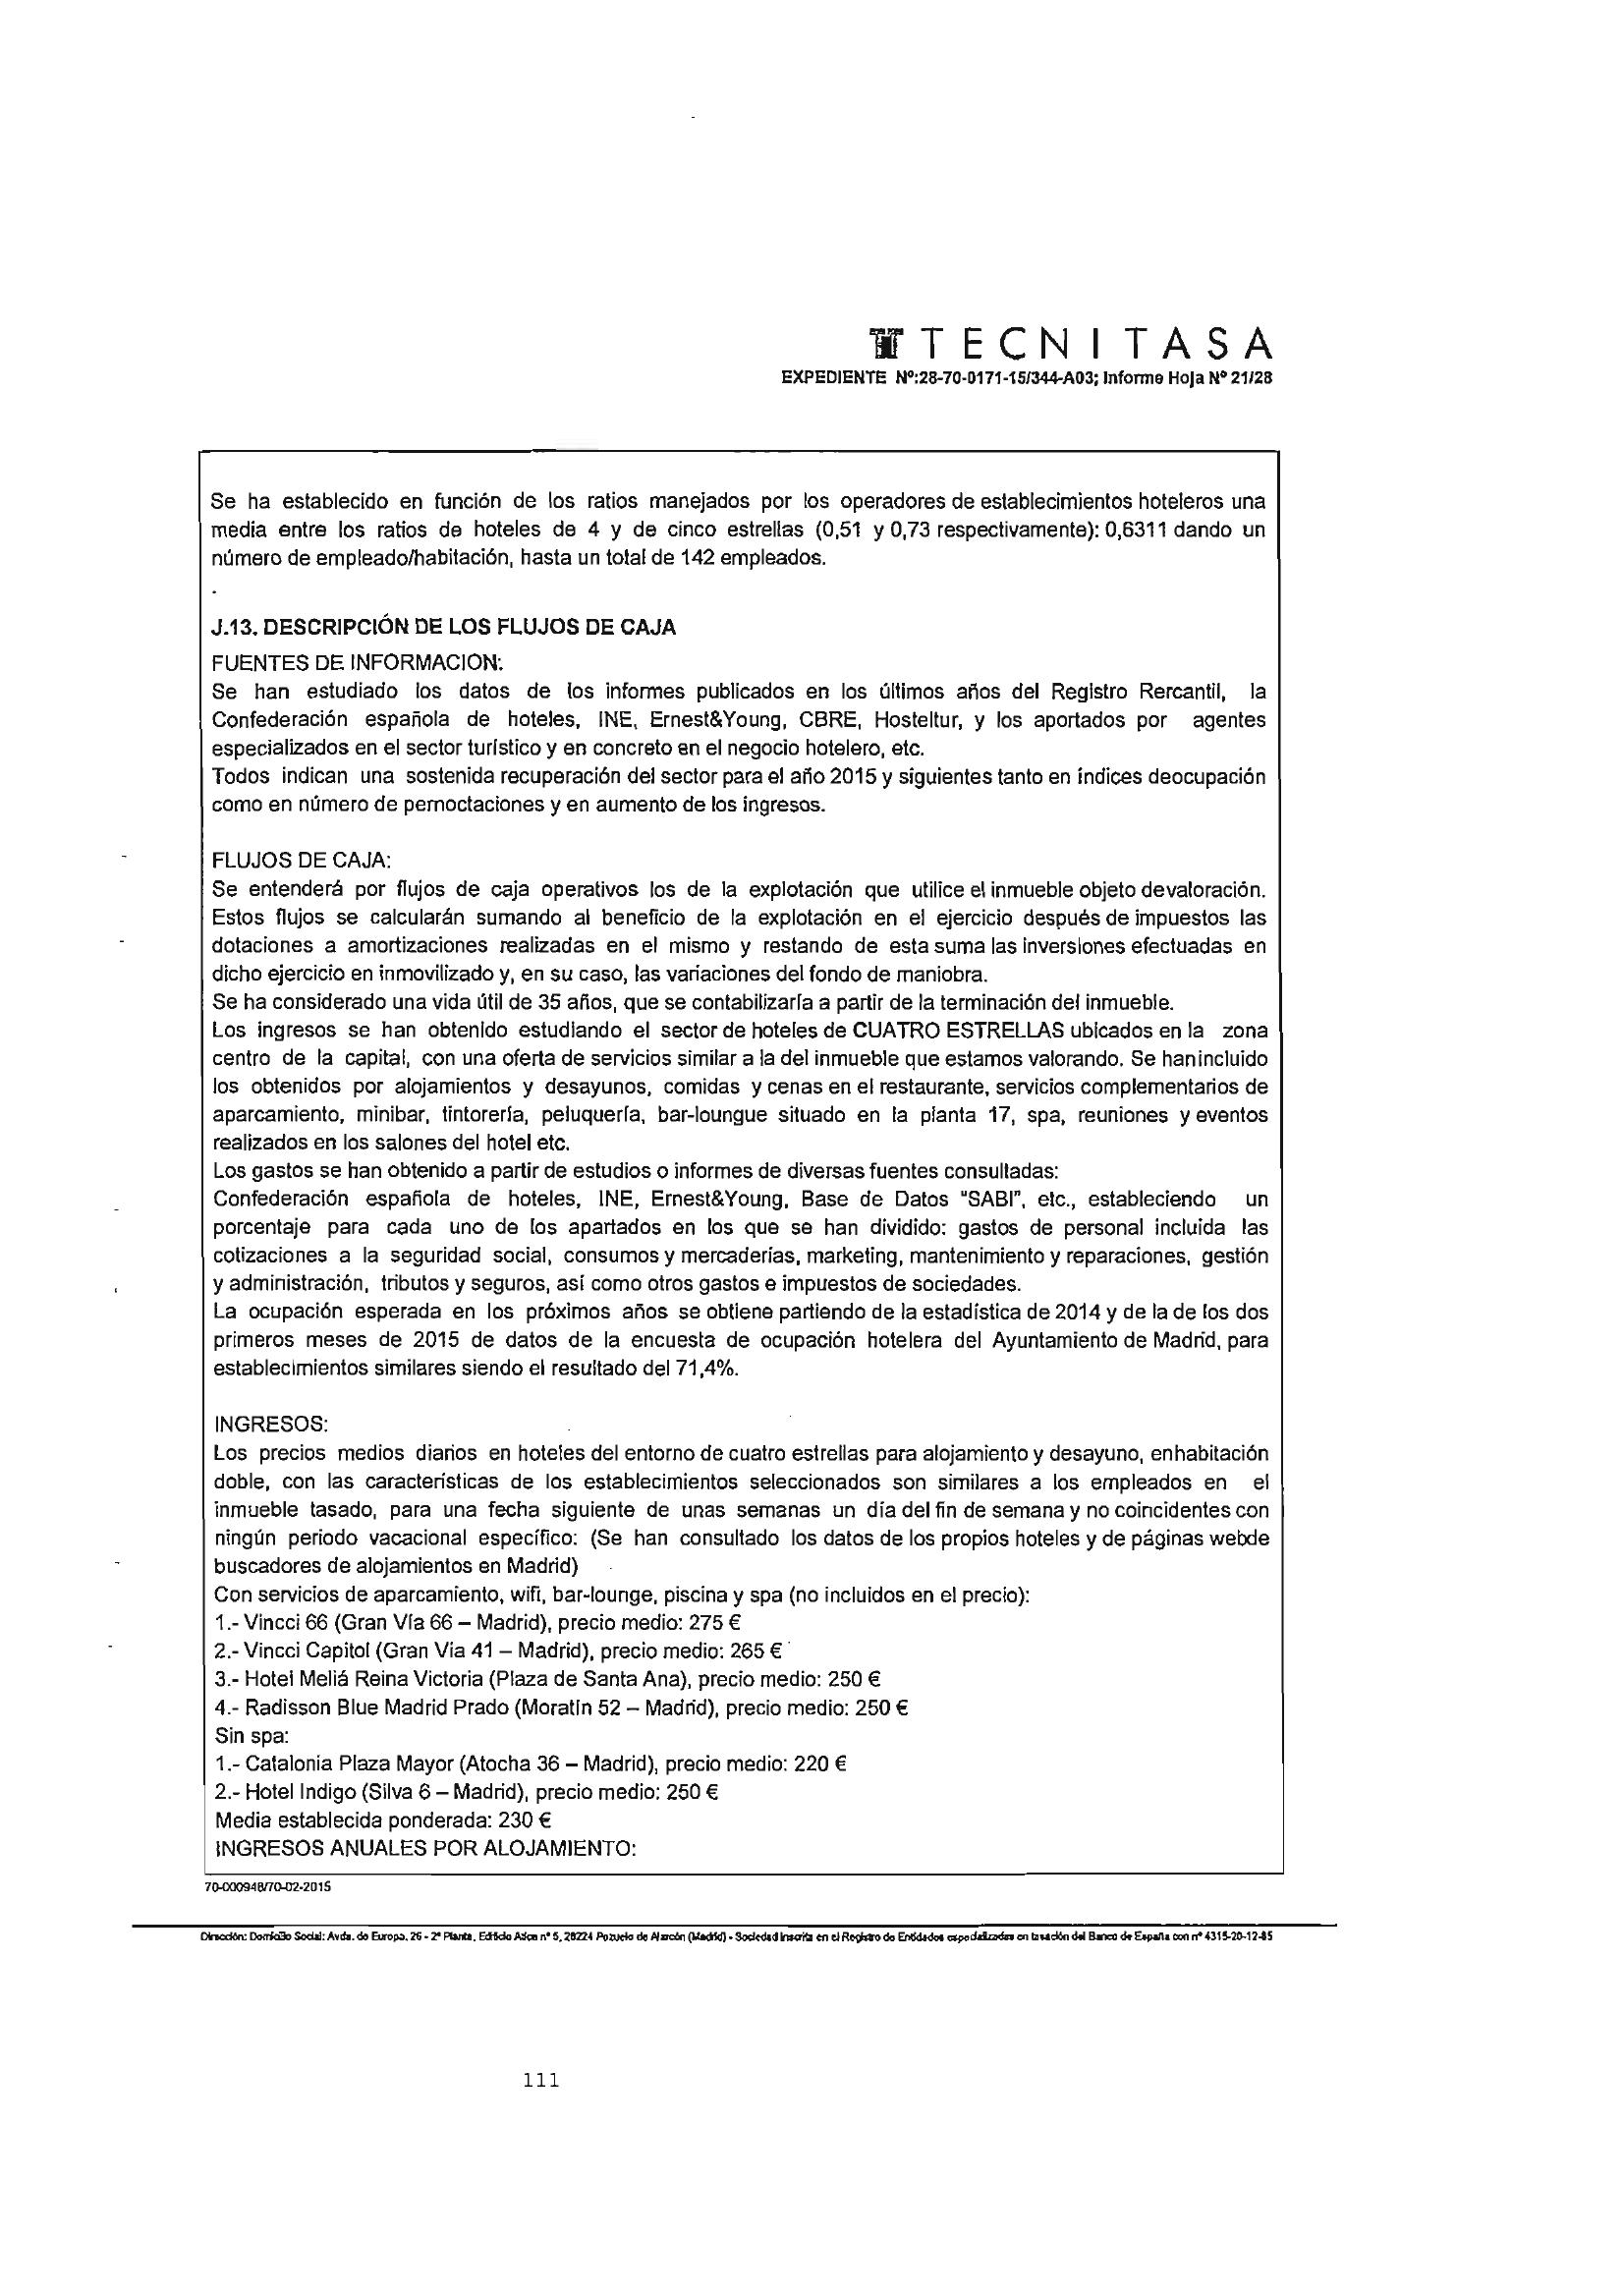 TECNITASA
EXPEDIENTE Nº:28-70-0171-15/344-A03; Informe Hoja Nº 21/28
Se ha establecido en función de los ratios manejados por los operadores de establecimientos hoteleros una
media entre los ratios de hoteles de 4 y de cinco estrellas (0,51 y 0,73 respectivamente): 0,6311 dando un
número de empleado/habitación, hasta un total de 142 empleados.
.
J.13. DESCRIPCIÓN DE LOS FLUJOS DE CAJA
FUENTES DE INFORMACION:
Se han estudiado los datos de los informes publicados en los últimos años del Registro Rercantil, la
Confederación española de hoteles, INE, Ernest&Young, CBRE, Hosteltur, y los aportados por agentes
especializados en el sector turístico y en concreto en el negocio hotelero, etc.
Todos indican una sostenida recuperación del sector para el año 2015 y siguientes tanto en índices deocupación
como en número de pernoctaciones y en aumento de los ingresos.
FLUJOS DE CAJA:
Se entenderá por flujos de caja operativos los de la explotación que utilice el inmueble objeto devaloración.
Estos flujos se calcularán sumando al beneficio de la explotación en el ejercicio después de impuestos las
dotaciones a amortizaciones realizadas en el mismo y restando de esta suma las inversiones efectuadas en
dicho ejercicio en inmovilizado y, en su caso, las variaciones del fondo de maniobra.
Se ha considerado una vida útil de 35 años, que se contabilizaría a partir de la terminación del inmueble.
Los ingresos se han obtenido estudiando el sector de hoteles de CUATRO ESTRELLAS ubicados en la zona
centro de la capital, con una oferta de servicios similar a la del inmueble que estamos valorando. Se hanincluido
los obtenidos por alojamientos y desayunos, comidas y cenas en el restaurante, servicios complementarios de
aparcamiento, minibar, tintorería, peluquería, bar-loungue situado en la planta 17, spa, reuniones y eventos
realizados en los salones del hotel etc.
Los gastos se han obtenido a partir de estudios o informes de diversas fuentes consultadas:
Confederación española de hoteles, INE, Ernest&Young, Base de Datos "SABI", etc., estableciendo un
porcentaje para cada uno de los apartados en los que se han dividido: gastos de personal incluida las
cotizaciones a la seguridad social, consumos y mercaderías, marketing, mantenimiento y reparaciones, gestión
y administración, tributos y seguros, así como otros gastos e impuestos de sociedades.
La ocupación esperada en los próximos años se obtiene partiendo de la estadística de 2014 y de la de los dos
primeros meses de 2015 de datos de la encuesta de ocupación hotelera del Ayuntamiento de Madrid, para
establecimientos similares siendo el resultado del 71,4%.
INGRESOS:
Los precios medios diarios en hoteles del entorno de cuatro estrellas para alojamiento y desayuno, enhabitación
doble, con las características de los establecimientos seleccionados son similares a los empleados en el
inmueble tasado, para una fecha siguiente de unas semanas un día del fin de semana y no coincidentes con
ningún periodo vacacional específico: (Se han consultado los datos de los propios hoteles y de páginas webde
buscadores de alojamientos en Madrid)
Con servicios de aparcamiento, wifi, bar-lounge, piscina y spa (no incluidos en el precio):
1.- Vincci 66 (Gran Vía 66 – Madrid), precio medio: 275 €
2.- Vincci Capitol (Gran Via 41 – Madrid), precio medio: 265 €
3.- Hotel Meliá Reina Victoria (Plaza de Santa Ana), precio medio: 250 €
4.- Radisson Blue Madrid Prado (Moratín 52 – Madrid), precio medio: 250 €
Sin spa:
1.- Catalonia Plaza Mayor (Atocha 36 – Madrid), precio medio: 220 €
2.- Hotel Indigo (Silva 6 – Madrid), precio medio: 250 €
Media establecida ponderada: 230 €
INGRESOS ANUALES POR ALOJAMIENTO:
70-000948/70-02-2015
Dirección: Domicilio Social: Avda. de Europa, 26 - 2ª Planta, Edificio Atica nº 5, 28224 Pozuelo de Alarcón (Madrid) - Sociedad Inscrita en el Registro de Entidades especializadas en tasación del Banco de España con nº 4315-20-12-85
111